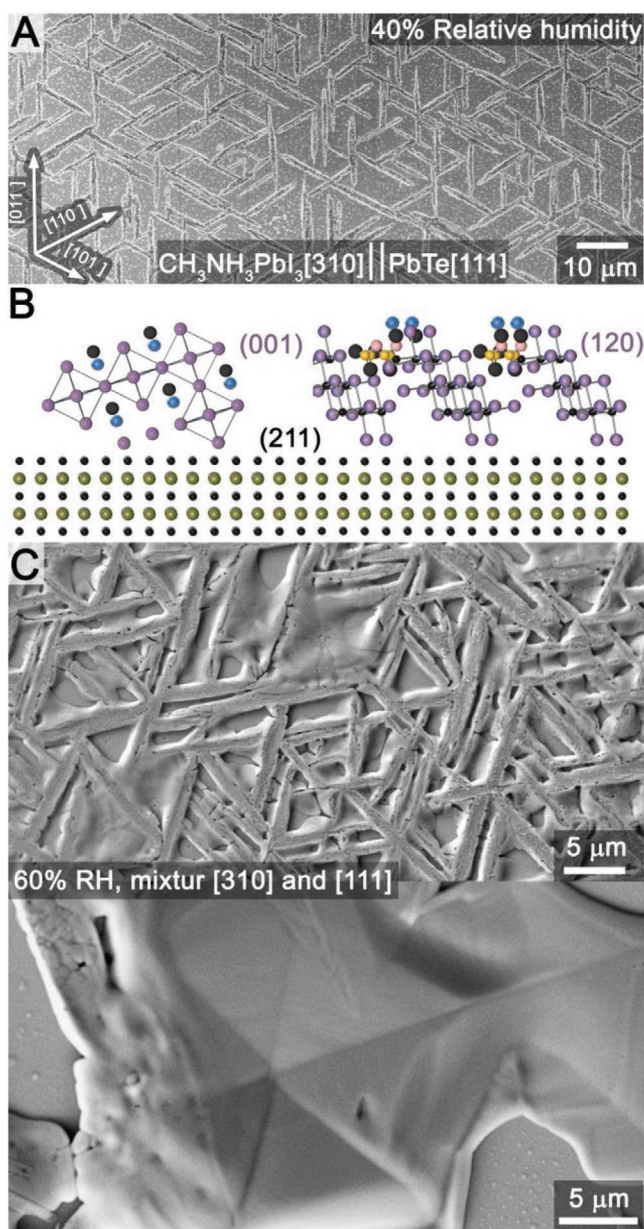 A
40% Relative humidity
[011]
[110]
[101]
CH₃NH₃PbI₃[310]||PbTe[111]
10 μm
B
(001)
(120)
(211)
C
5 μm
60% RH, mixtur [310] and [111]
5 μm